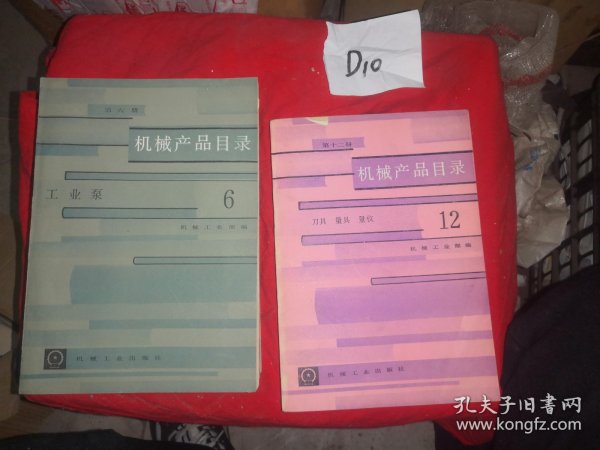 D10
第六册
机械产品目录
工业泵
6
机械工业部编
机械工业出版社
第十二册
机械产品目录
刀具 量具 量仪
12
机械工业部编
机械工业出版社
孔夫子旧书网
www.kongfz.com